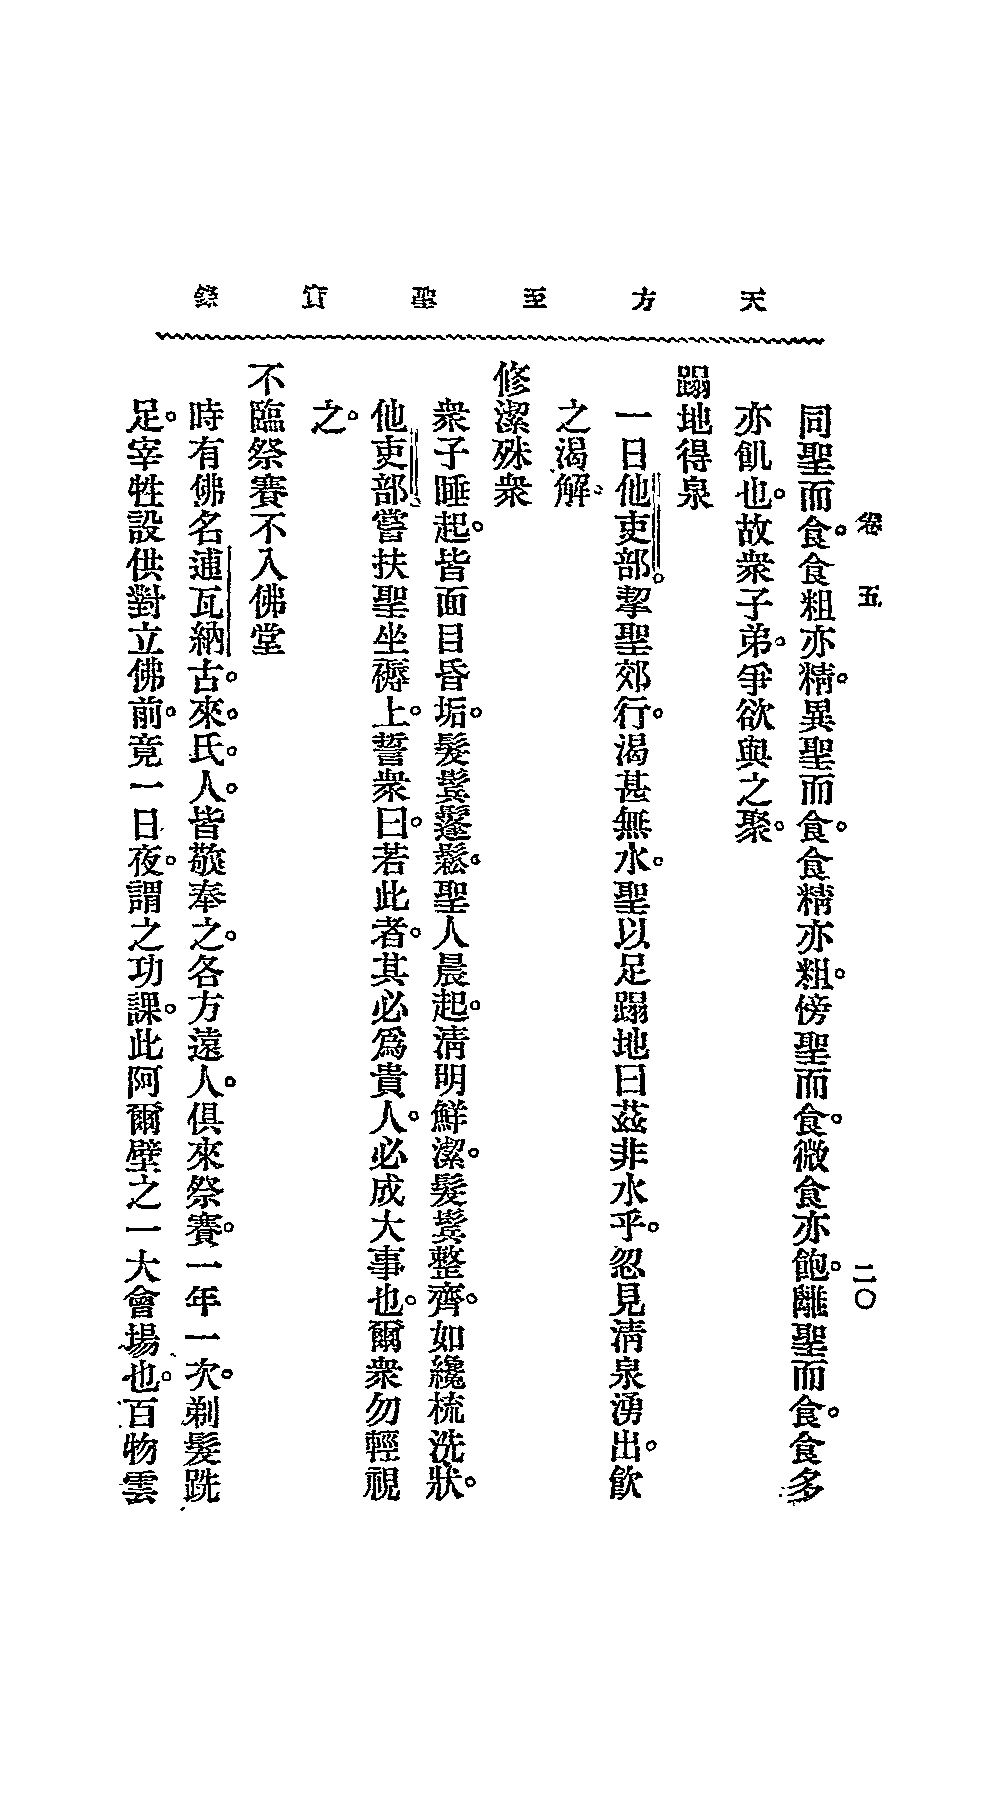 天方至聖實錄
卷五
二〇
同聖而食。食粗亦精。異聖而食。食精亦粗。傍聖而食。微食亦飽。離聖而食。食多
亦飢也。故衆子弟。爭欲與之聚。
蹋地得泉
一日他吏部。挈聖郊行。渴甚無水。聖以足蹋地曰茲非水乎。忽見淸泉湧出。飮
之渴解。
修潔殊衆
衆子睡起。皆面目昏垢。髮鬓鬆。聖人晨起。淸明鮮潔。髮鬓整齊。如纔梳洗狀。
他吏部嘗扶聖坐褥上。誓衆曰。若此者。其必爲貴人。必成大事也。爾衆勿輕視
之。
不臨祭賽不入佛堂
時有佛名逋瓦納古。來。氏。人。皆敬奉之。各方遠人。俱來祭賽。一年一次。剃髮跣
足。宰牲設供對立佛前。竟一日夜。謂之功課。此阿爾壁之一大會場也。百物雲